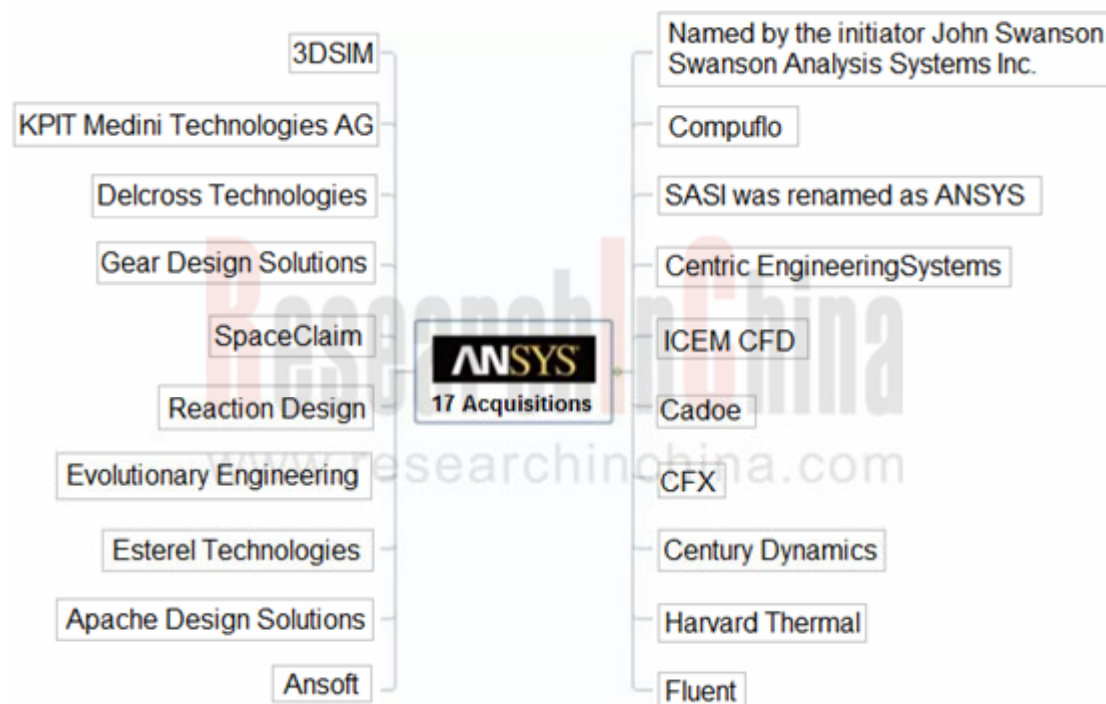 3DSIM
KPIT Medini Technologies AG
Delcross Technologies
Gear Design Solutions
SpaceClaim
Reaction Design
Evolutionary Engineering
Esterel Technologies
Apache Design Solutions
Ansoft
ANSYS
17 Acquisitions
Named by the initiator John Swanson
Swanson Analysis Systems Inc.
Compuflo
SASI was renamed as ANSYS
Centric EngineeringSystems
ICEM CFD
Cadoe
CFX
Century Dynamics
Harvard Thermal
Fluent
ResearchInChina
www.researchinchina.com